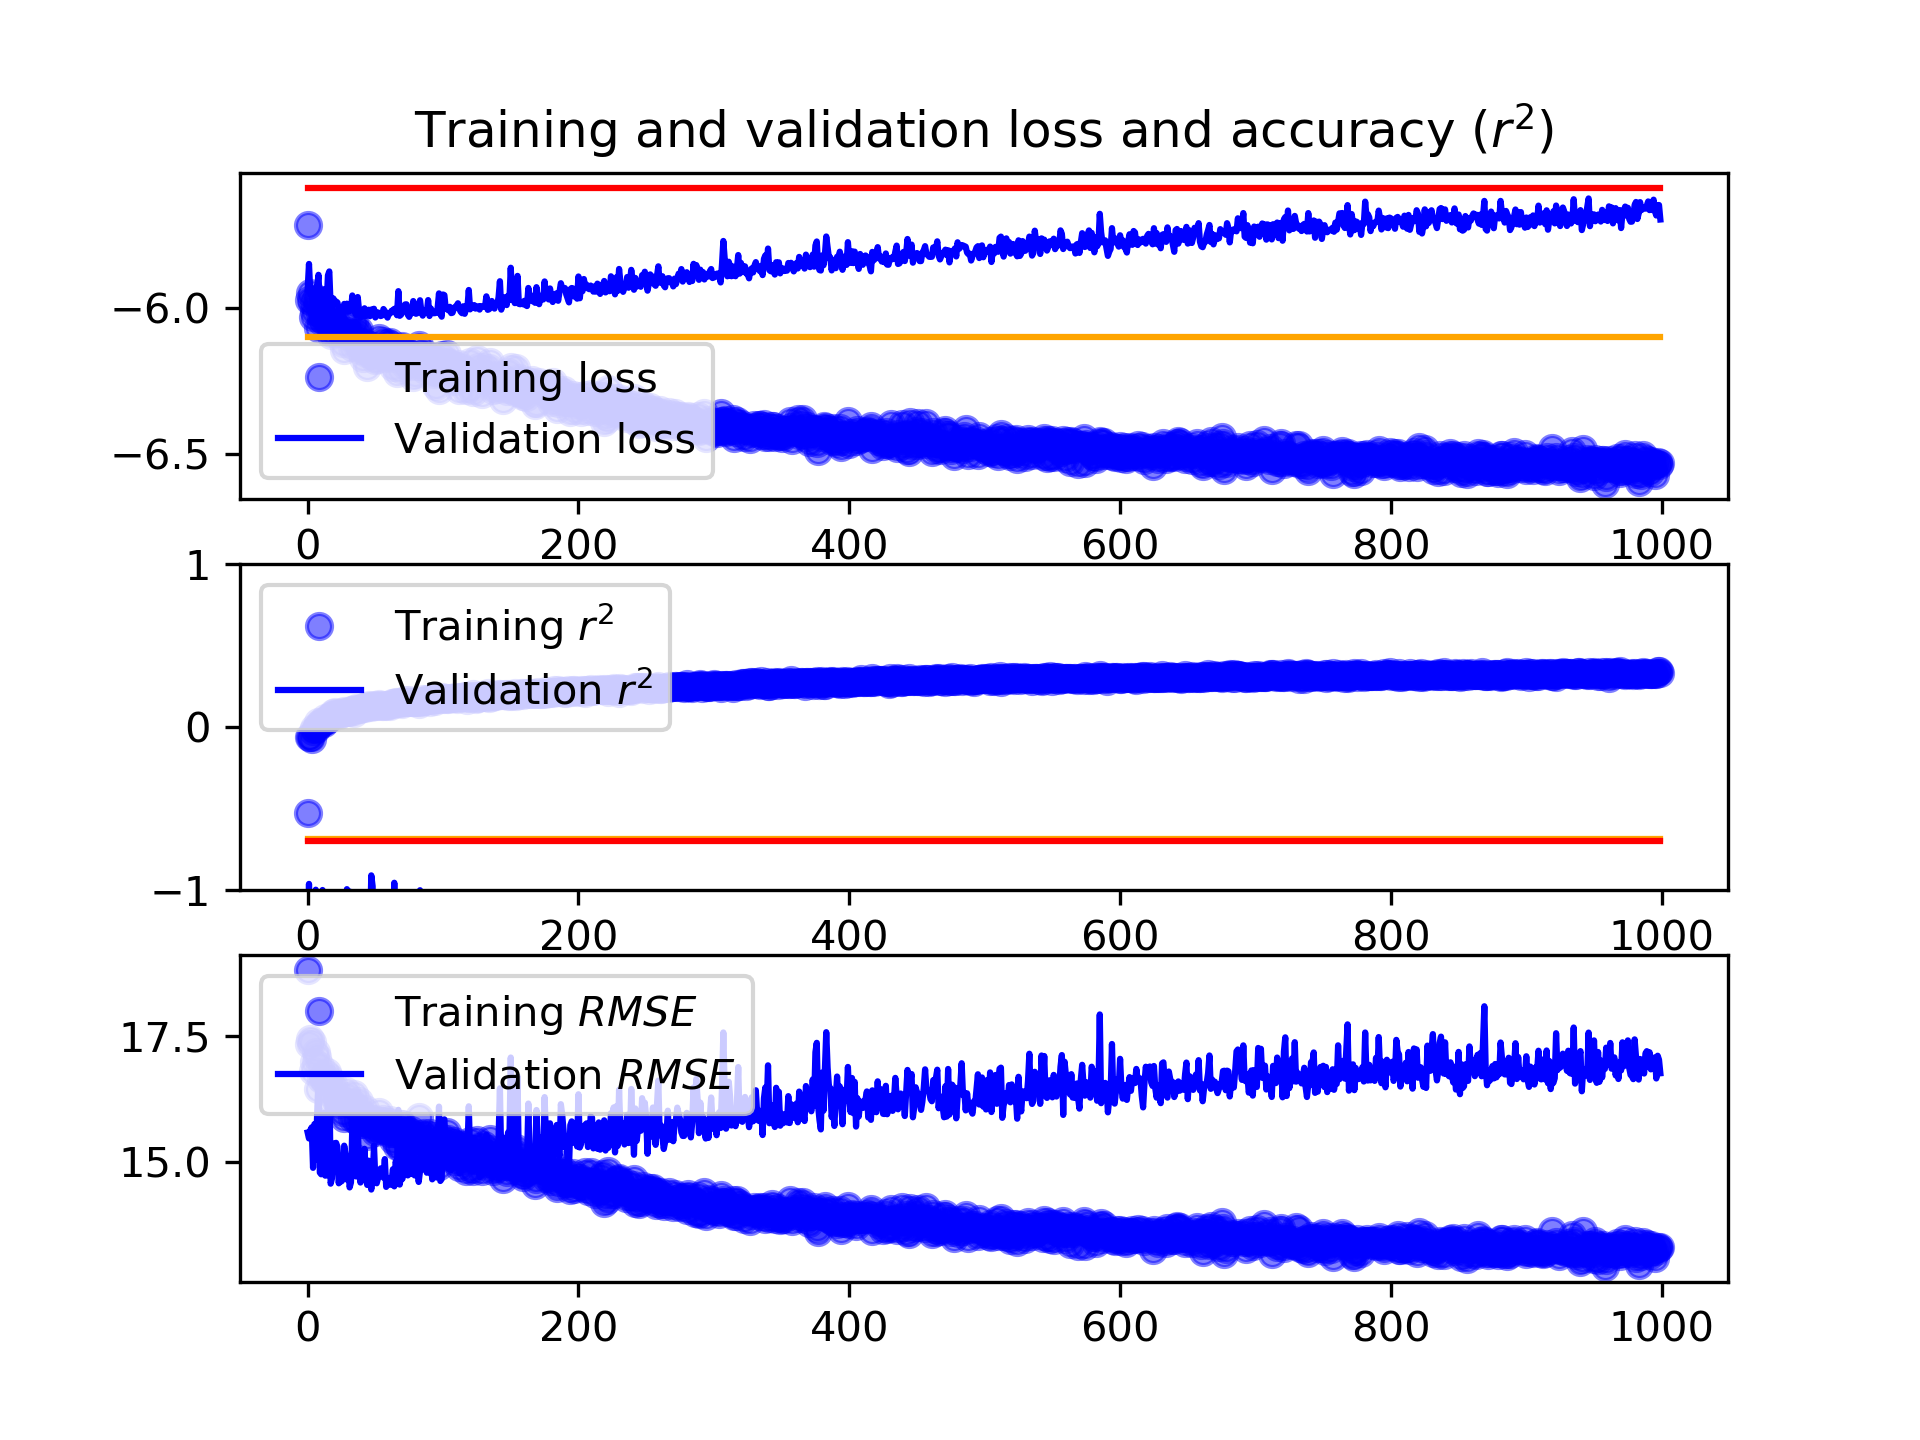 Training and validation loss and accuracy (r²)
−6.0
−6.5
Training loss
Validation loss
0 200 400 600 800 1000
1
0
−1
Training r²
Validation r²
0 200 400 600 800 1000
17.5
15.0
Training RMSE
Validation RMSE
0 200 400 600 800 1000